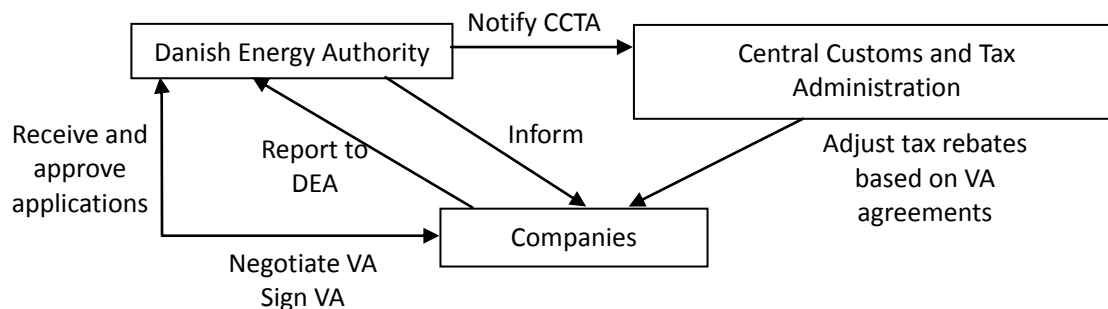 Notify CCTA
Danish Energy Authority
Central Customs and Tax
Administration
Receive and
approve
applications
Report to
DEA
Inform
Adjust tax rebates
based on VA
agreements
Companies
Negotiate VA
Sign VA